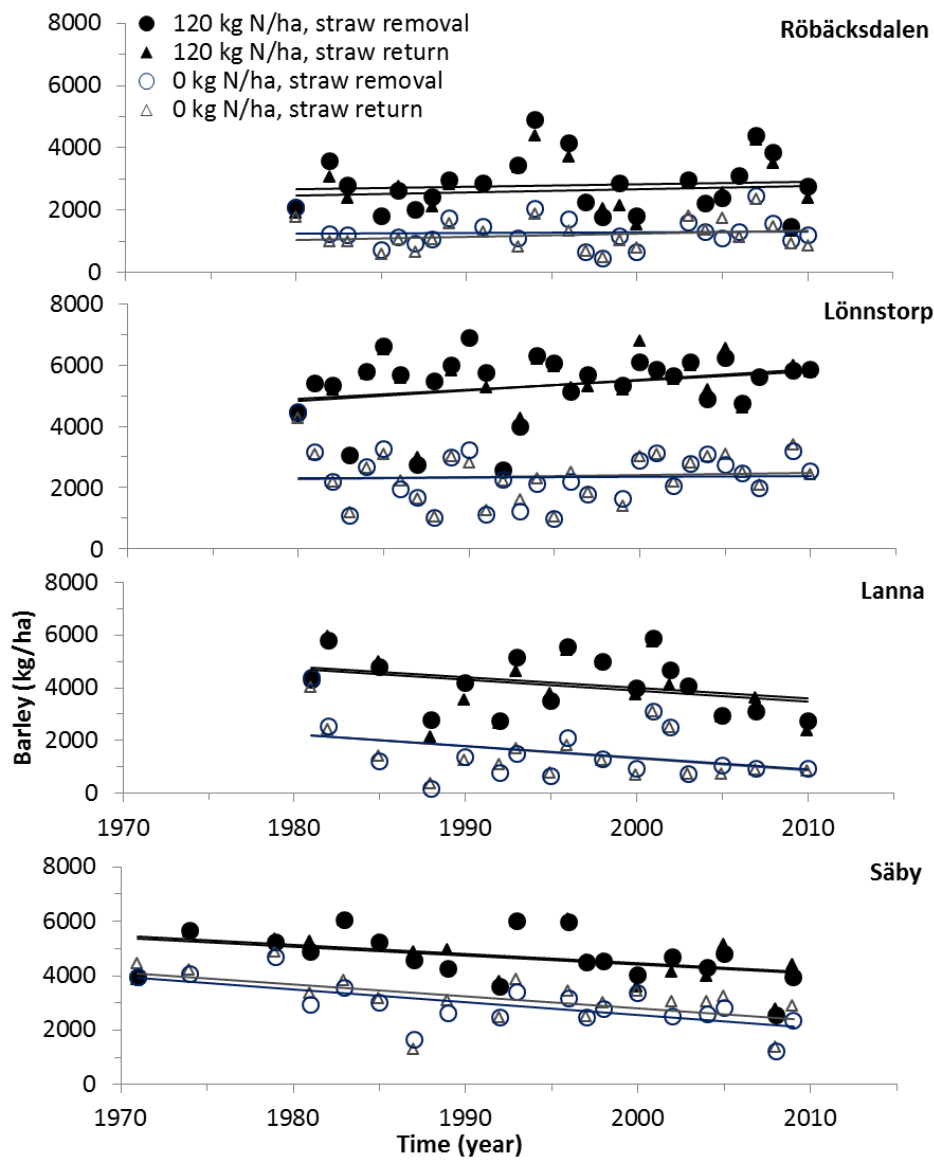 8000
6000
4000
2000
0
120 kg N/ha, straw removal
120 kg N/ha, straw return
0 kg N/ha, straw removal
0 kg N/ha, straw return
Röbäcksdalen
8000
6000
4000
2000
0
Lönnstorp
8000
6000
4000
2000
0
Lanna
Barley (kg/ha)
1970 1980 1990 2000 2010
8000
6000
4000
2000
0
Säby
1970 1980 1990 2000 2010
Time (year)